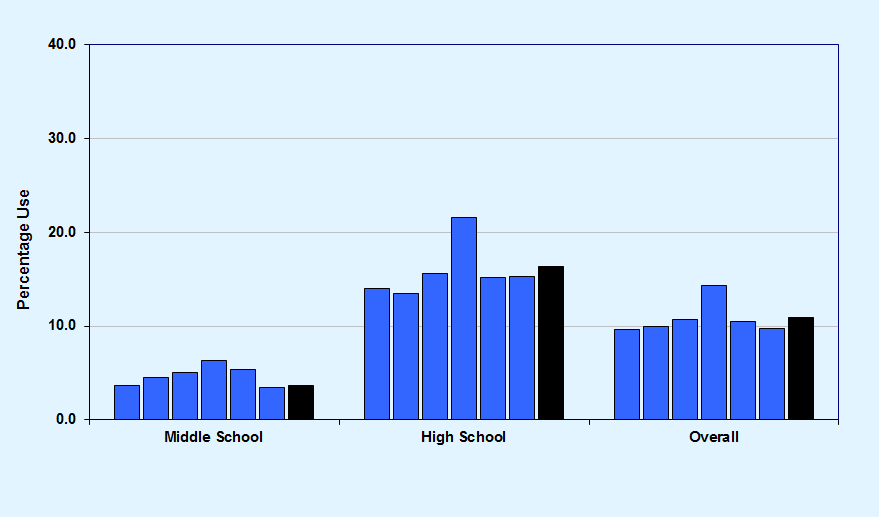 40.0
30.0
20.0
10.0
0.0
Percentage Use
Middle School
High School
Overall